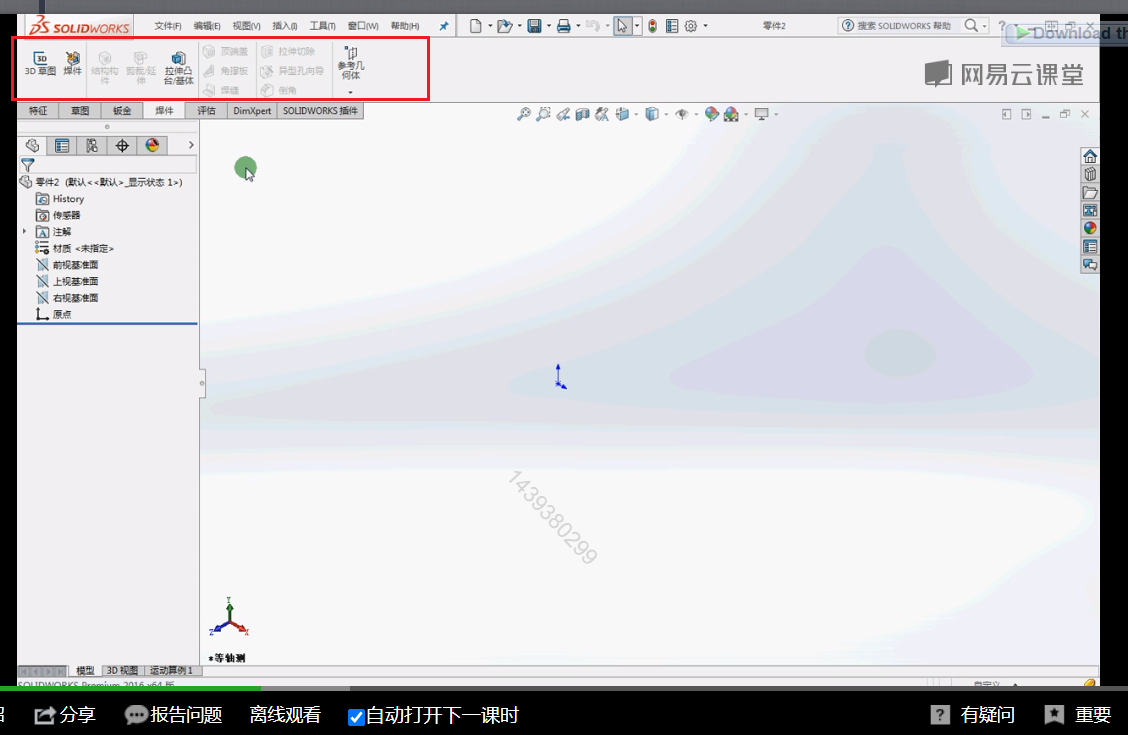 SOLIDWORKS 文件(F) 编辑(E) 视图(V) 插入(I) 工具(T) 窗口(W) 帮助(H) 零件2 搜索 SOLIDWORKS 帮助
Download th
3D 草图 焊件 结构构件 剪裁/延伸 拉伸凸台/基体 顶端盖 角撑板 焊缝 拉伸切除 异型孔向导 倒角 参考几何体
网易云课堂
特征 草图 钣金 焊件 评估 DimXpert SOLIDWORKS 插件
零件2 (默认<<默认>_显示状态 1>)
History
传感器
注解
材质 <未指定>
前视基准面
上视基准面
右视基准面
原点
1439380299
Y
Z X
*等轴测
模型 3D 视图 运动算例 1
SOLIDWORKS Premium 2016 x64 版
自定义
分享 报告问题 离线观看 自动打开下一课时 有疑问 重要